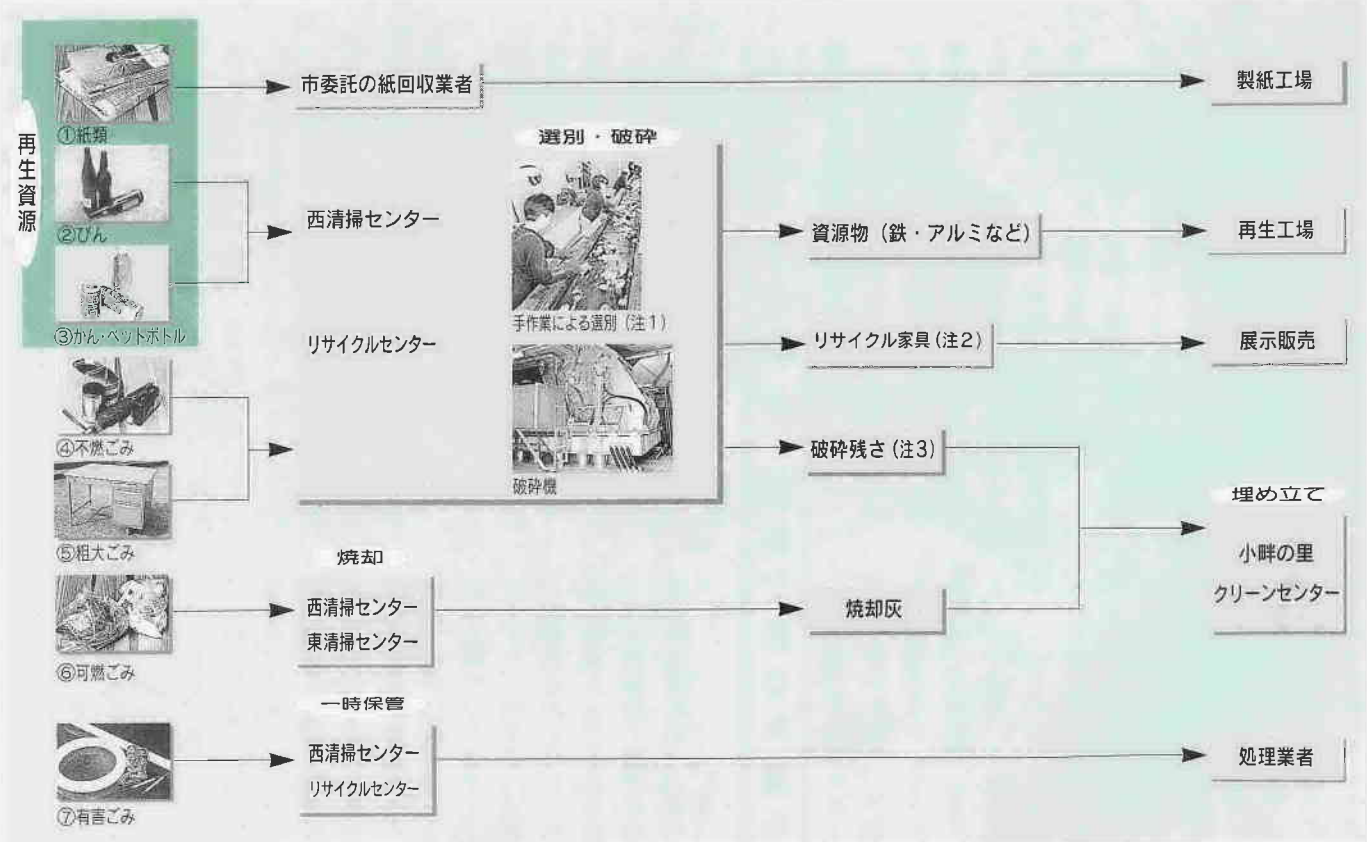 再生資源
①紙類
②びん
③かん・ペットボトル
④不燃ごみ
⑤粗大ごみ
⑥可燃ごみ
⑦有害ごみ
市委託の紙回収業者
製紙工場
選別・破砕
西清掃センター
リサイクルセンター
手作業による選別（注1）
破砕機
資源物（鉄・アルミなど）
再生工場
リサイクル家具（注2）
展示販売
破砕残さ（注3）
焼却
西清掃センター
東清掃センター
焼却灰
埋め立て
小畔の里
クリーンセンター
一時保管
西清掃センター
リサイクルセンター
処理業者